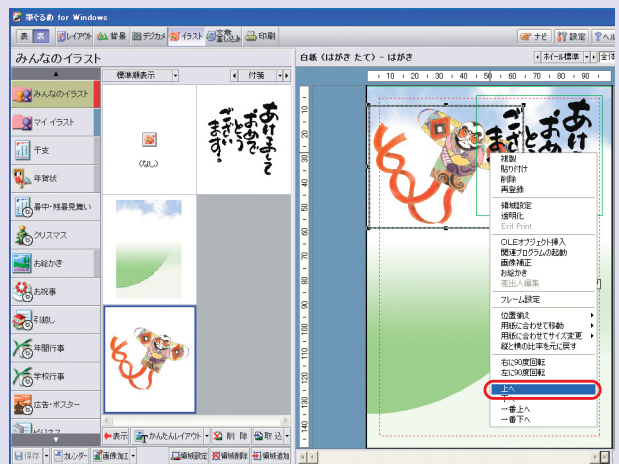 筆ぐるめ for Windows
表 裏 レイアウト 背景 デジカメ イラスト 印刷
ナビ 設定 ヘル
みんなのイラスト
白紙 (はがき たて) - はがき
ホイール標準 全体
標準順表示 付箋
みんなのイラスト
マイ イラスト
干支
年賀状
暑中・残暑見舞い
クリスマス
お絵かき
お祝事
引越し
年間行事
学校行事
広告・ポスター
ビジネス
(なし)
あけまして
おめで
とう
ござい
ます。
10 20 30 40 50 60 70 80 90
あけ
おめ
と
ござ
ます
複製
貼り付け
削除
再登録
領域設定
透明化
Exif Print
OLEオブジェクト挿入
関連プログラムの起動
画像補正
お絵かき
差出人編集
フレーム設定
位置揃え
用紙に合わせて移動
用紙に合わせてサイズ変更
縦と横の比率を元に戻す
右に90度回転
左に90度回転
上へ
下へ
一番上へ
一番下へ
表示 かんたんレイアウト 削 除 取 込
保存 カレンダー 画像加工 領域設定 領域削除 領域追加